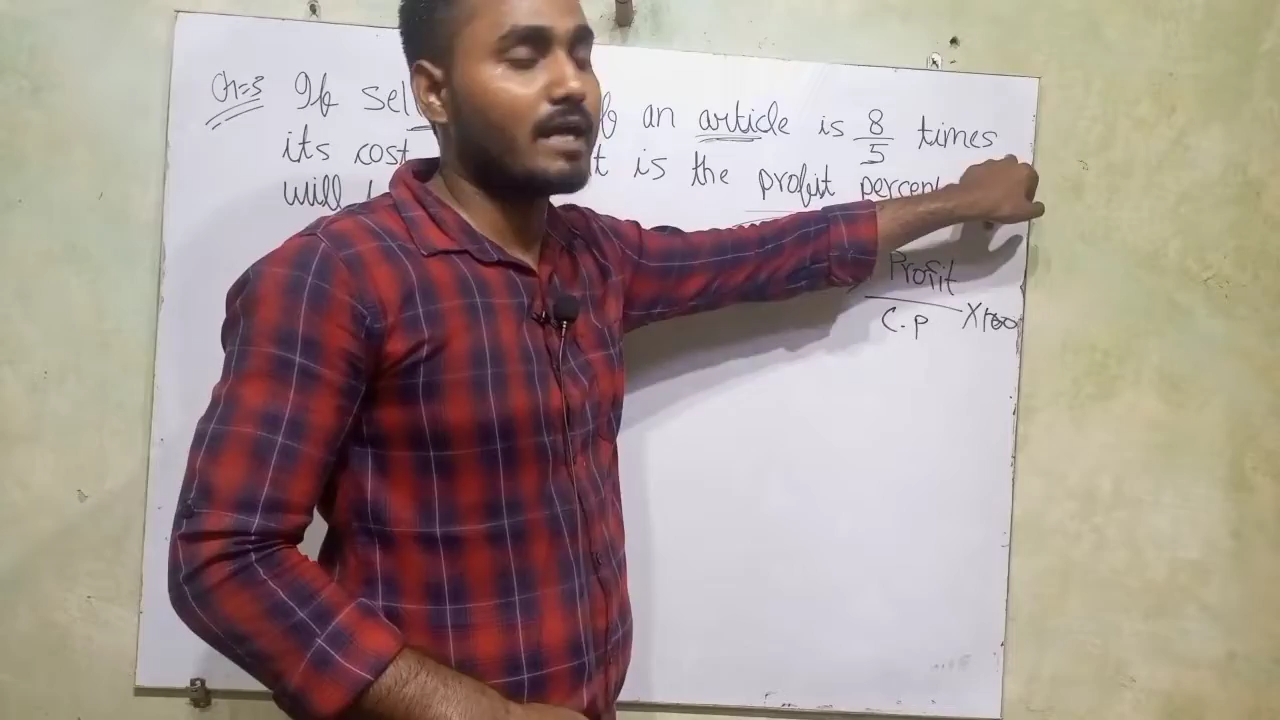 Qn=3 If sel of an article is 8/5 times
its cost t is the profit percent
will
Profit
C.P X100